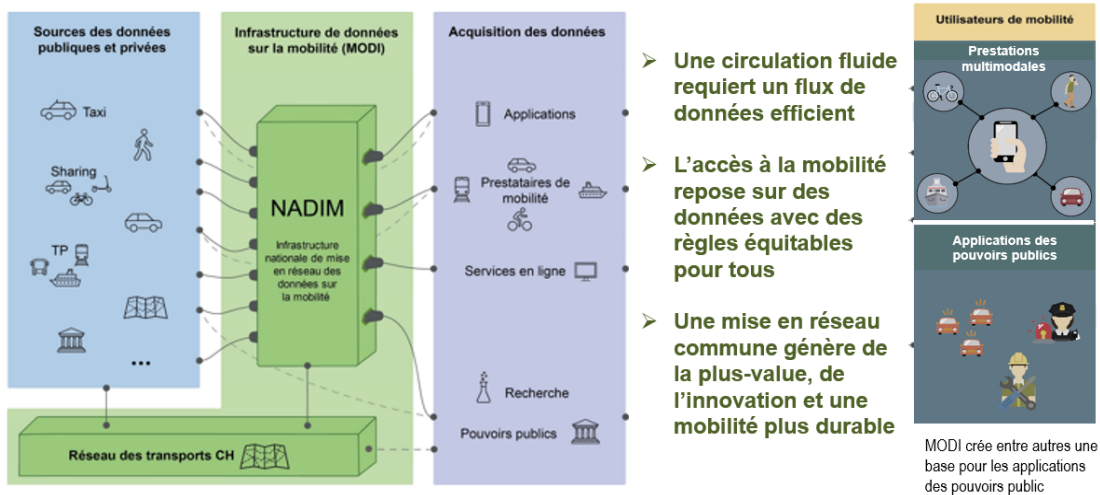 Sources des données
publiques et privées
Taxi
Sharing
TP
...
Infrastructure de données
sur la mobilité (MODI)
NADIM
Infrastructure
nationale de mise
en réseau des
données sur
la mobilité
Réseau des transports CH
Acquisition des données
Applications
Prestataires de
mobilité
Services en ligne
Recherche
Pouvoirs publics
Une circulation fluide
requiert un flux de
données efficient
L'accès à la mobilité
repose sur des
données avec des
règles équitables
pour tous
Une mise en réseau
commune génère de
la plus-value, de
l'innovation et une
mobilité plus durable
Utilisateurs de mobilité
Prestations
multimodales
Applications des
pouvoirs publics
MODI crée entre autres une
base pour les applications
des pouvoirs public